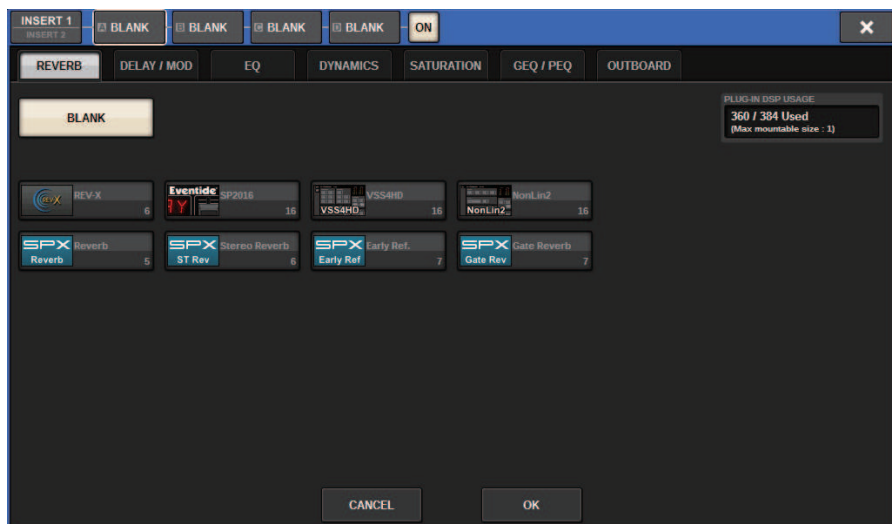 INSERT 1
INSERT 2
A BLANK
B BLANK
C BLANK
D BLANK
ON
REVERB
DELAY / MOD
EQ
DYNAMICS
SATURATION
GEQ / PEQ
OUTBOARD
BLANK
PLUG-IN DSP USAGE
360 / 384 Used
(Max mountable size : 1)
REV-X
REV-X
6
Eventide
SP2016
16
VSS4HD
VSS4HD
16
NonLin2
NonLin2
16
SPX
Reverb
Reverb
5
SPX
ST Rev
Stereo Reverb
6
SPX
Early Ref
Early Ref.
7
SPX
Gate Rev
Gate Reverb
7
CANCEL
OK